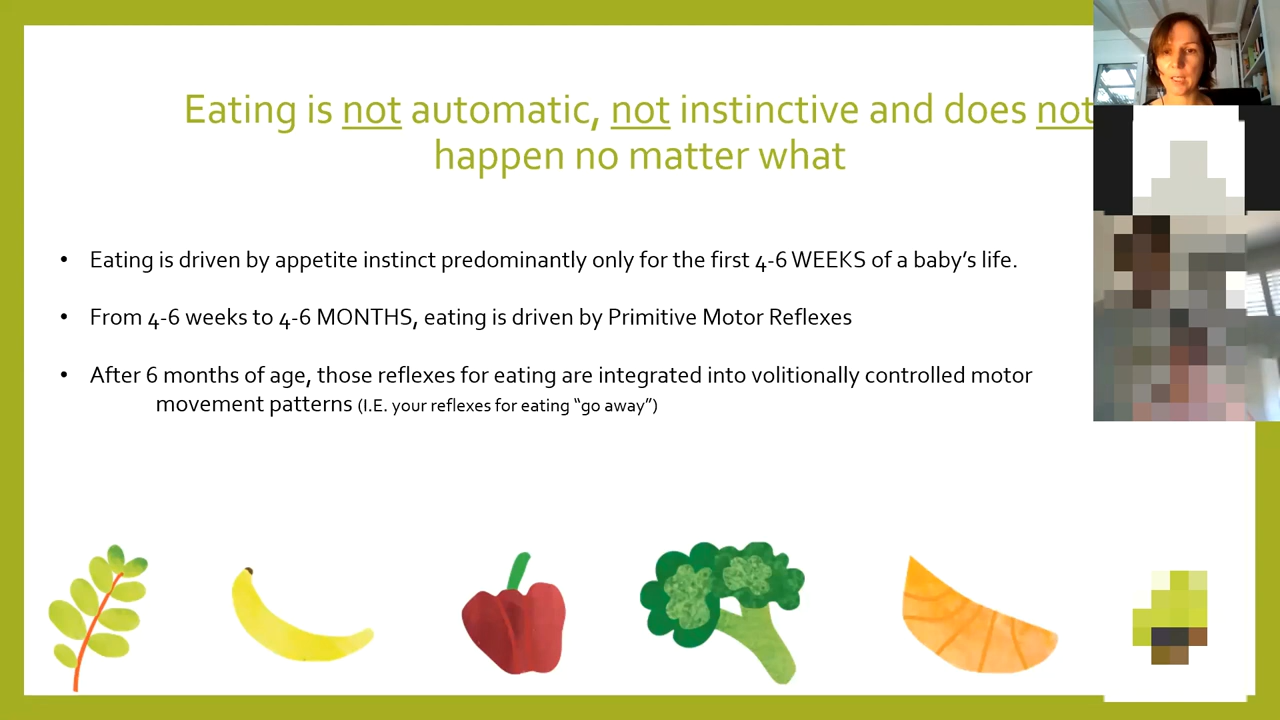 Eating is not automatic, not instinctive and does not
happen no matter what
• Eating is driven by appetite instinct predominantly only for the first 4-6 WEEKS of a baby’s life.
• From 4-6 weeks to 4-6 MONTHS, eating is driven by Primitive Motor Reflexes
• After 6 months of age, those reflexes for eating are integrated into volitionally controlled motor
movement patterns (I.E. your reflexes for eating “go away”)